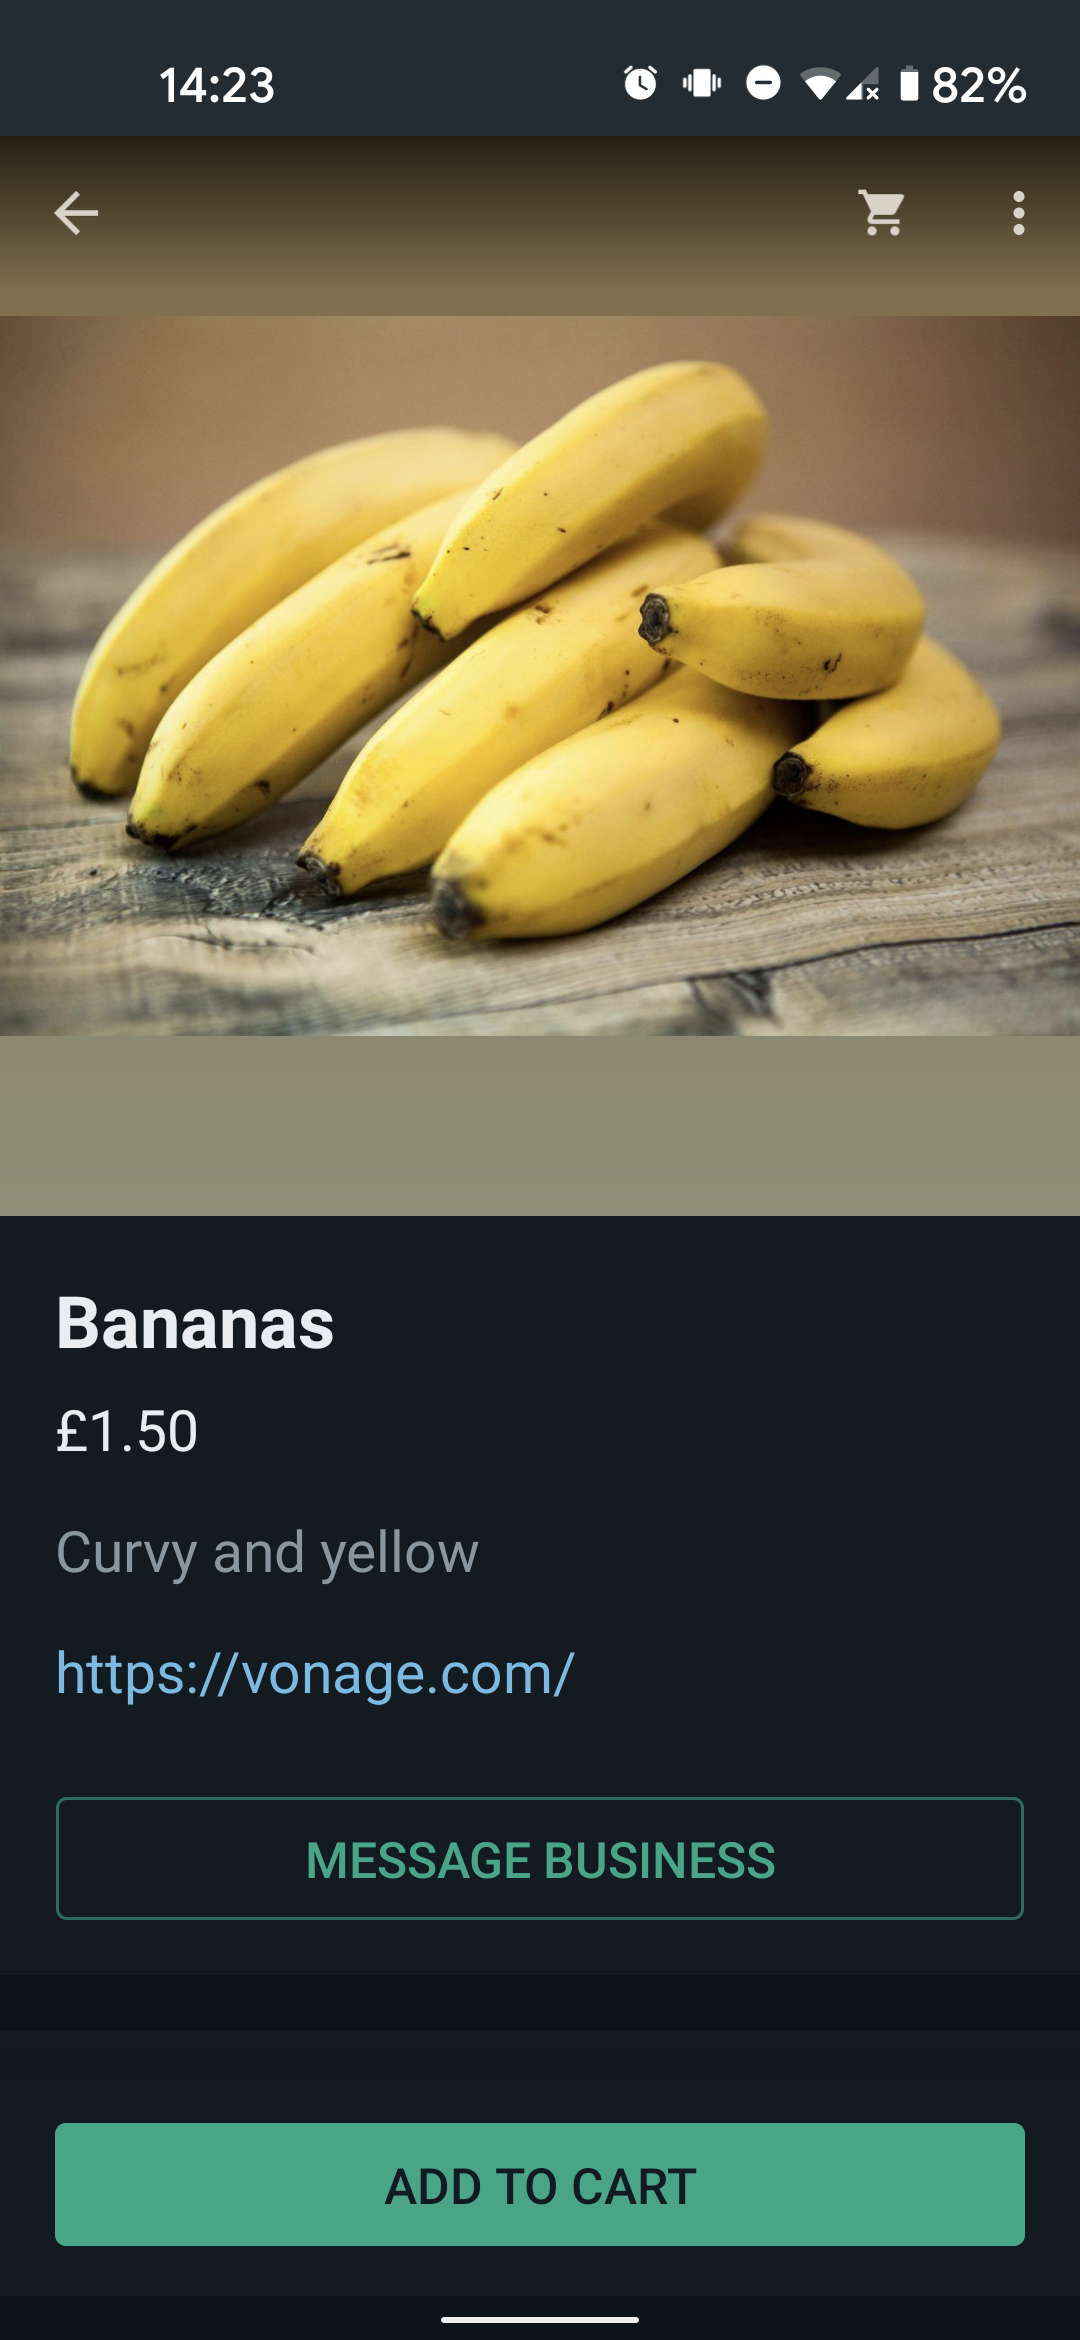 14:23 82%
Bananas
£1.50
Curvy and yellow
https://vonage.com/
MESSAGE BUSINESS
ADD TO CART